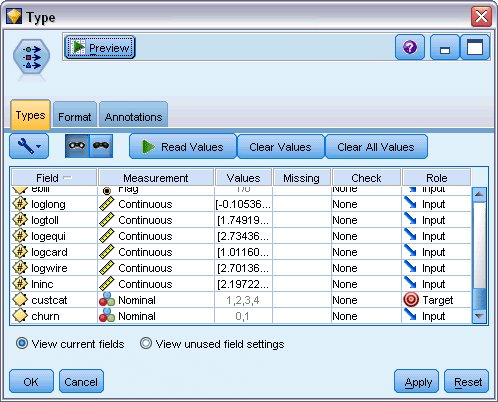 Type
Preview
Types Format Annotations
Read Values Clear Values Clear All Values
Field Measurement Values Missing Check Role
ebill Flag 1/0 None Input
loglong Continuous [-0.10536... None Input
logtoll Continuous [1.74919... None Input
logequi Continuous [2.73436... None Input
logcard Continuous [1.01160... None Input
logwire Continuous [2.70136... None Input
lninc Continuous [2.19722... None Input
custcat Nominal 1,2,3,4 None Target
churn Nominal 0,1 None Input
View current fields View unused field settings
OK Cancel Apply Reset